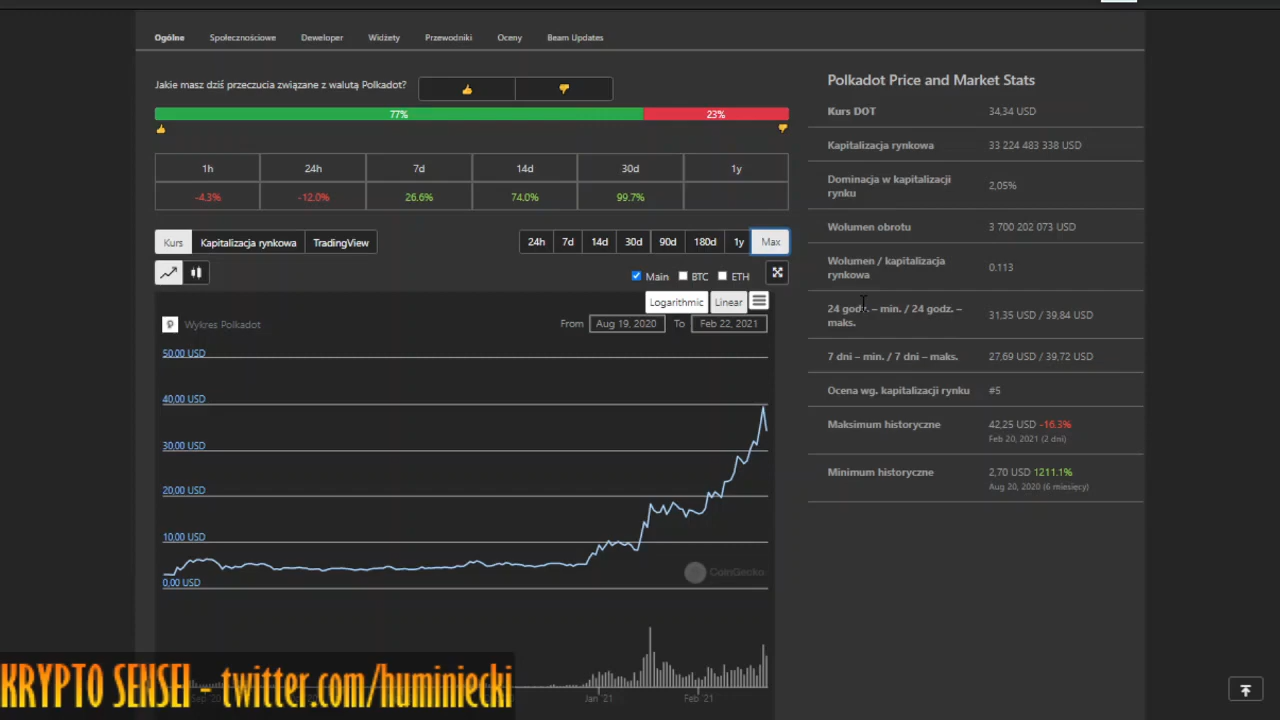 Ogólne Społecznościowe Deweloper Widżety Przewodniki Oceny Beam Updates
Jakie masz dziś przeczucia związane z walutą Polkadot?
77% 23%
1h 24h 7d 14d 30d 1y
-4.3% -12.0% 26.6% 74.0% 99.7%
Kurs Kapitalizacja rynkowa TradingView 24h 7d 14d 30d 90d 180d 1y Max
Main BTC ETH
Logarithmic Linear
Wykres Polkadot From Aug 19, 2020 To Feb 22, 2021
50,00 USD
40,00 USD
30,00 USD
20,00 USD
10,00 USD
0,00 USD
CoinGecko
Jan '21 Feb '21
Polkadot Price and Market Stats
Kurs DOT 34,34 USD
Kapitalizacja rynkowa 33 224 483 338 USD
Dominacja w kapitalizacji
rynku 2,05%
Wolumen obrotu 3 700 202 073 USD
Wolumen / kapitalizacja
rynkowa 0.113
24 godz. – min. / 24 godz. –
maks. 31,35 USD / 39,84 USD
7 dni – min. / 7 dni – maks. 27,69 USD / 39,72 USD
Ocena wg. kapitalizacji rynku #5
Maksimum historyczne 42,25 USD -16.3%
Feb 20, 2021 (2 dni)
Minimum historyczne 2,70 USD 1211.1%
Aug 20, 2020 (6 miesięcy)
KRYPTO SENSEI - twitter.com/huminiecki